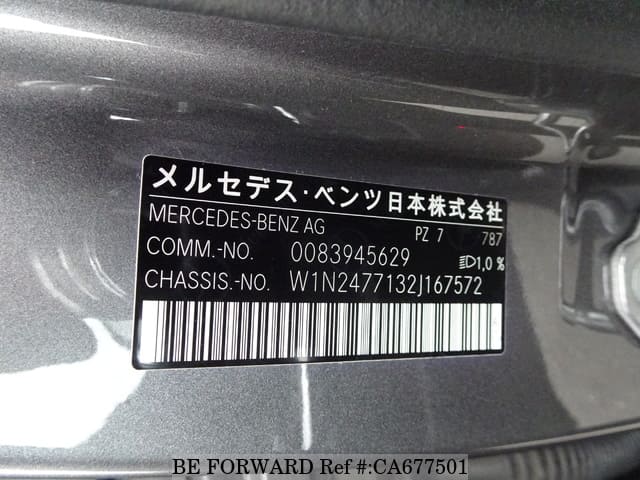 メルセデス・ベンツ日本株式会社
MERCEDES-BENZ AG PZ 7 787
COMM.-NO. 0083945629
CHASSIS.-NO. W1N2477132J167572 1,0 %
BE FORWARD Ref #:CA677501